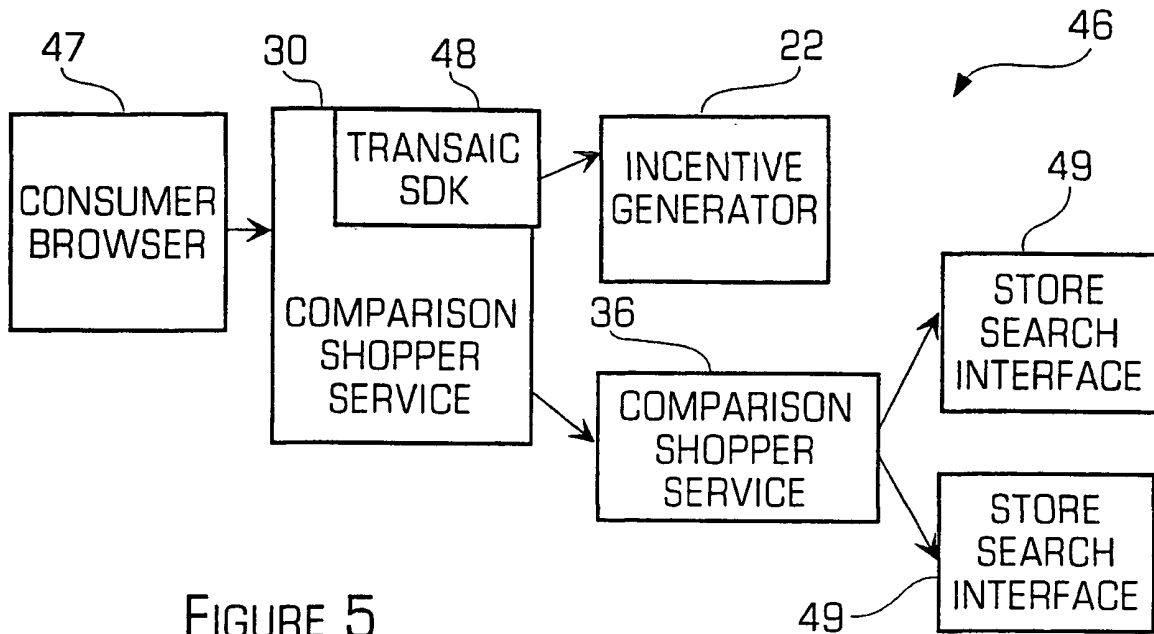 47
30
48
22
46
CONSUMER
BROWSER
TRANSAIC
SDK
COMPARISON
SHOPPER
SERVICE
INCENTIVE
GENERATOR
36
COMPARISON
SHOPPER
SERVICE
49
STORE
SEARCH
INTERFACE
STORE
SEARCH
INTERFACE
49
FIGURE 5